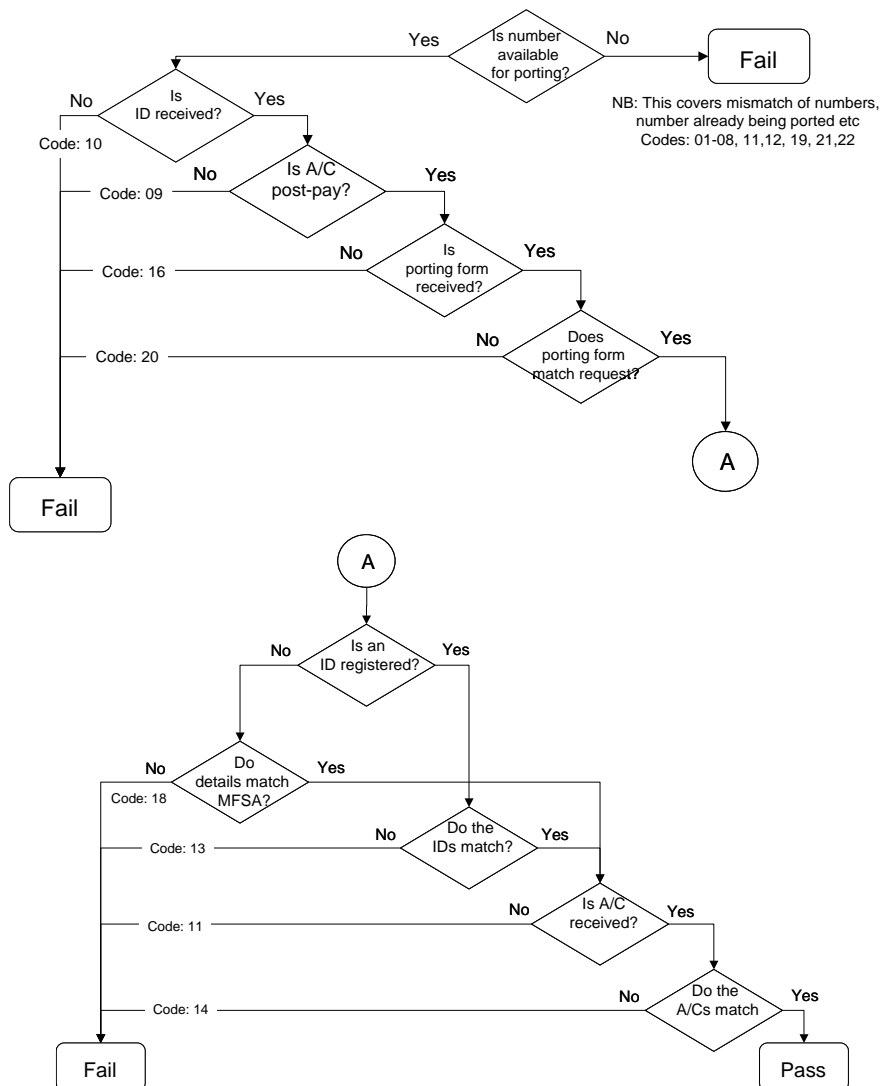 Yes
Is number
available
for porting?
No
Fail
NB: This covers mismatch of numbers,
number already being ported etc
Codes: 01-08, 11,12, 19, 21,22
No
Is
ID received?
Yes
Code: 10
No
Is A/C
post-pay?
Yes
Code: 09
No
Is
porting form
received?
Yes
Code: 16
No
Does
porting form
match request?
Yes
Code: 20
A
Fail
A
No
Is an
ID registered?
Yes
No
Do
details match
MFSA?
Yes
Code: 18
No
Do the
IDs match?
Yes
Code: 13
No
Is A/C
received?
Yes
Code: 11
No
Do the
A/Cs match
Yes
Code: 14
Fail
Pass